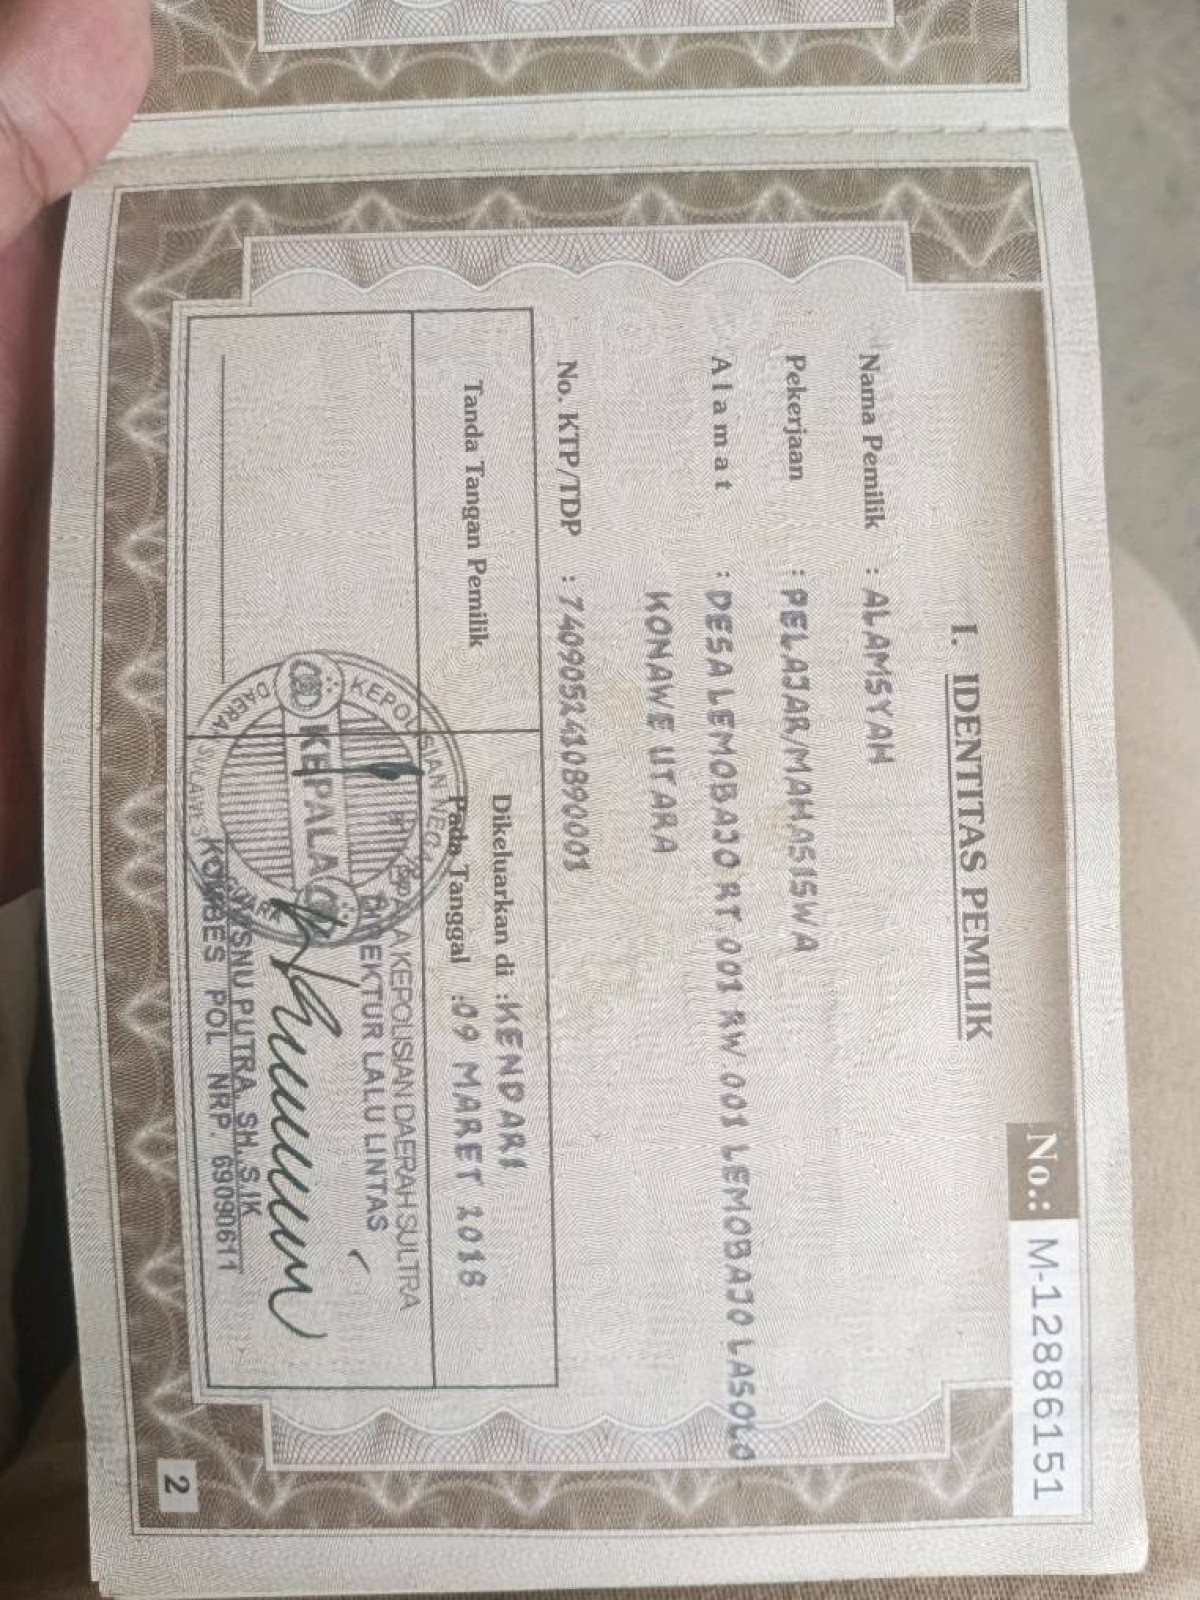 No.: M-12886151
I. IDENTITAS PEMILIK
Nama Pemilik : ALAMSYAH
Pekerjaan : PELAJAR/MAHASISWA
Alamat : DESA LEMOBAJO RT.001 RW.001 LEMOBAJO LASOLO
KONAWE UTARA
No. KTP/TDP : 7409052410890001
Tanda Tangan Pemilik
Dikeluarkan di : KENDARI
Pada Tanggal : 09 MARET 2018
KEPALA KEPOLISIAN DAERAH SULTRA
DIREKTUR LALU LINTAS
KEPALA
PUTRA, SH.,S.IK
KOMBES POL NRP. 69090611
2